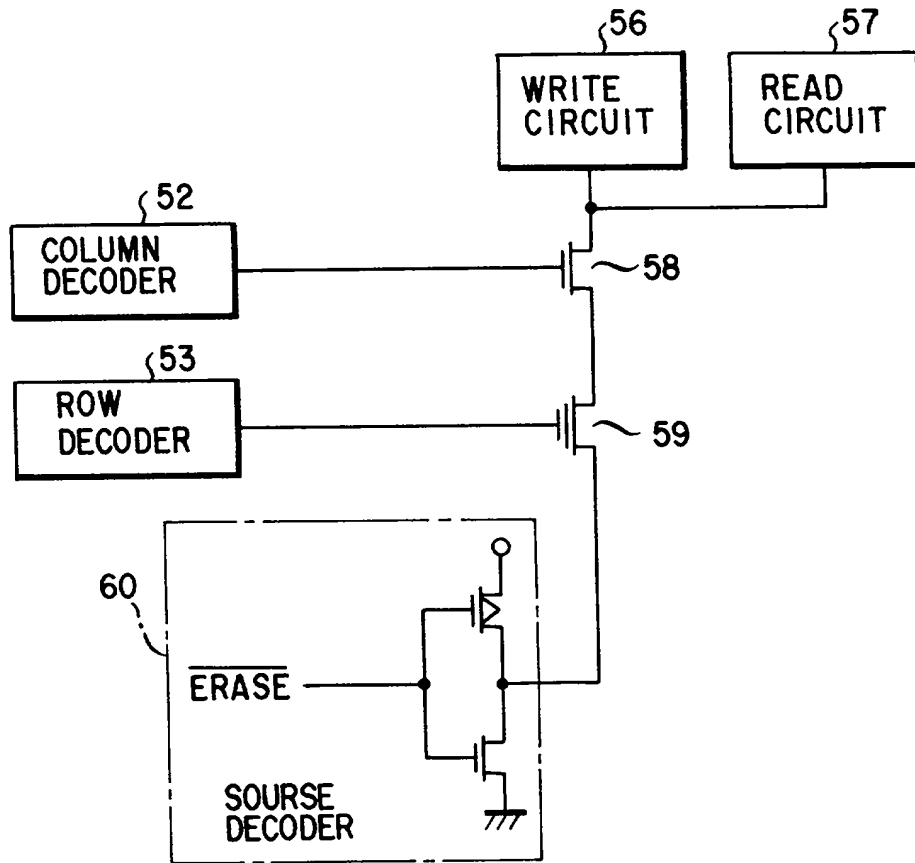 56
57
WRITE
CIRCUIT
READ
CIRCUIT
52
COLUMN
DECODER
58
53
ROW
DECODER
59
60
ERASE
SOURSE
DECODER